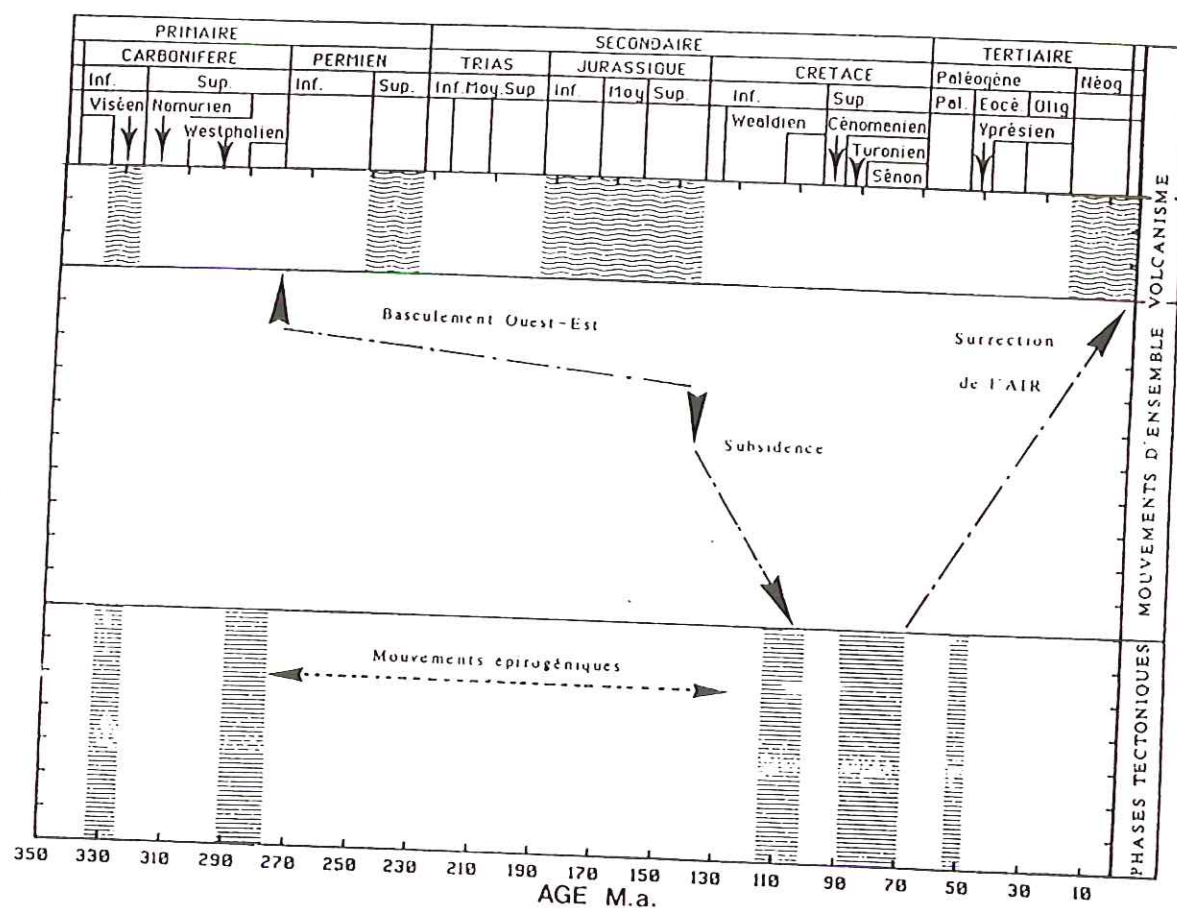 PRIMAIRE SECONDAIRE TERTIAIRE
CARBONIFERE PERMIEN TRIAS JURASSIQUE CRETACE Paléogène Néog
Inf. Sup. Inf. Sup. Inf.Moy.Sup Inf. Moy Sup. Inf. Sup. Pal. Eocè. Olig
Viséen Namurien Wealdien Cénomenien Yprésien
Westpholien Turonien
Sénon
VOLCANISME
Basculement Ouest-Est
Surrection
de l'AIR
Subsidence
MOUVEMENTS D'ENSEMBLE
Mouvements épirogéniques
PHASES TECTONIQUES
350 330 310 290 270 250 230 210 190 170 150 130 110 90 70 50 30 10
AGE M.a.